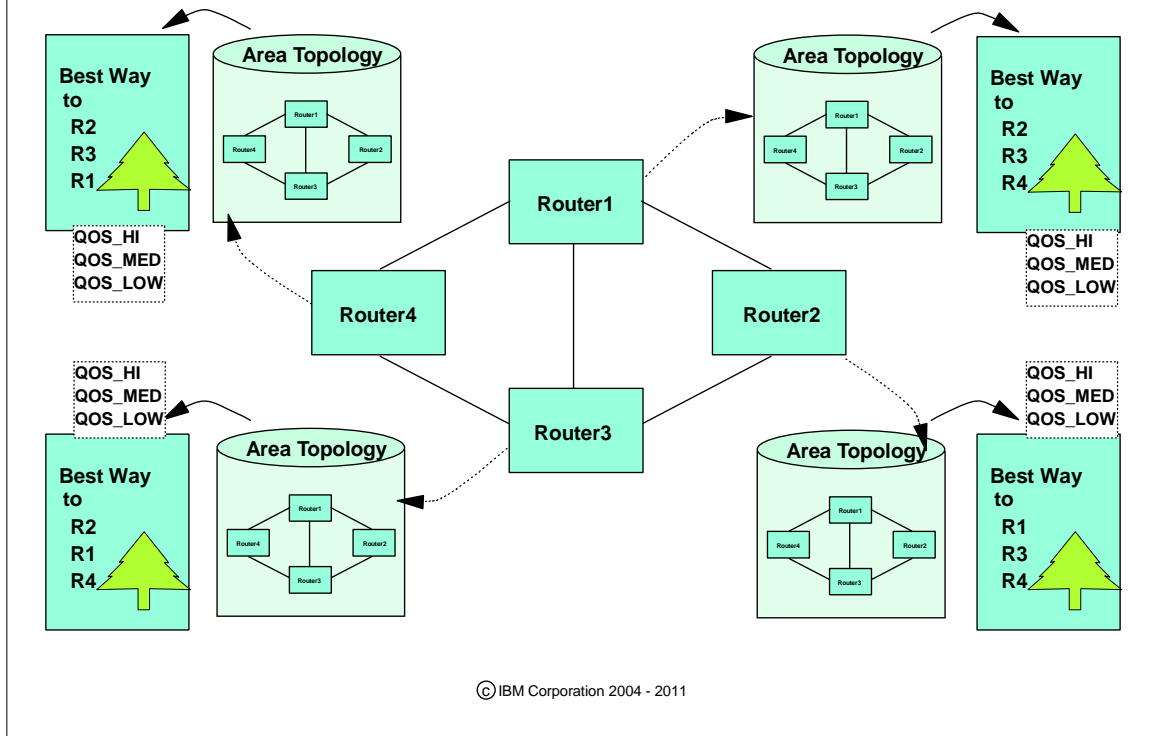 Best Way
to
R2
R3
R1
QOS_HI
QOS_MED
QOS_LOW
Area Topology
Router1
Router4
Router2
Router3
Area Topology
Router1
Router4
Router2
Router3
Best Way
to
R2
R3
R4
QOS_HI
QOS_MED
QOS_LOW
Router1
Router4
Router2
Router3
QOS_HI
QOS_MED
QOS_LOW
Best Way
to
R2
R1
R4
Area Topology
Router1
Router4
Router2
Router3
Area Topology
Router1
Router4
Router2
Router3
QOS_HI
QOS_MED
QOS_LOW
Best Way
to
R1
R3
R4
© IBM Corporation 2004 - 2011